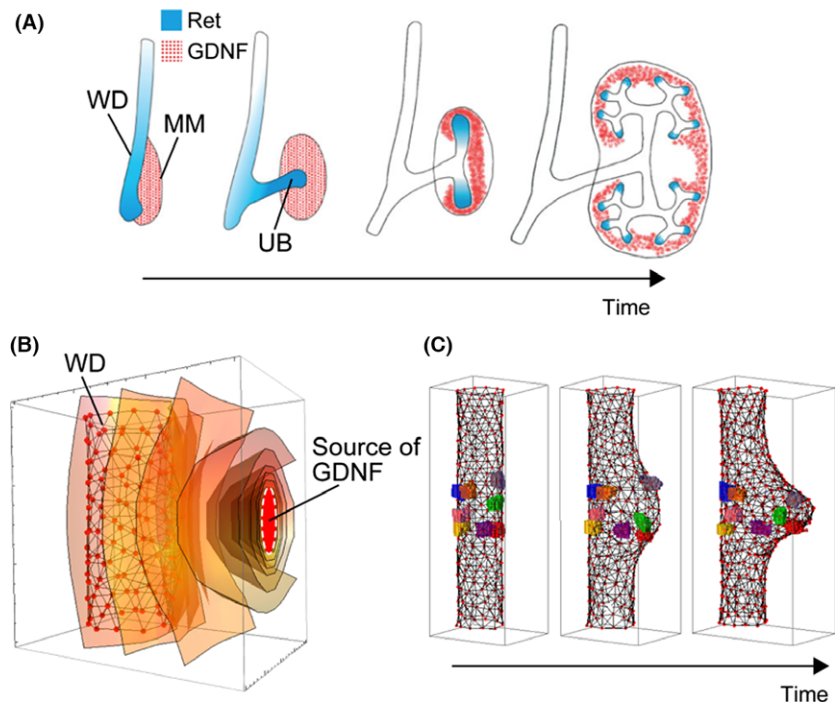 (A)
Ret
GDNF
WD
MM
UB
Time
(B)
WD
Source of
GDNF
(C)
Time